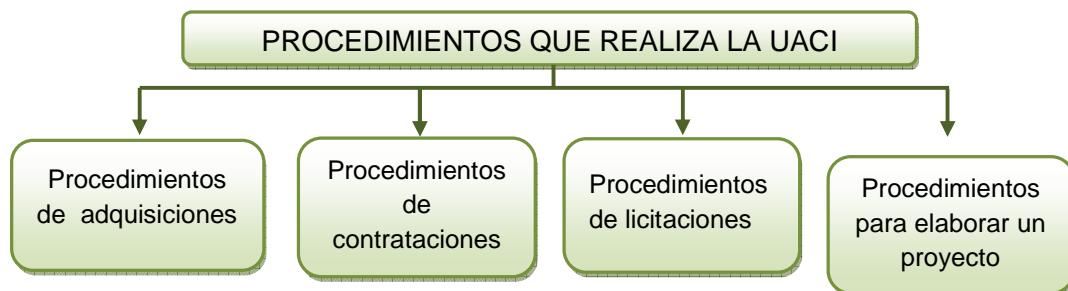 PROCEDIMIENTOS QUE REALIZA LA UACI
Procedimientos
de adquisiciones
Procedimientos
de
contrataciones
Procedimientos
de licitaciones
Procedimientos
para elaborar un
proyecto